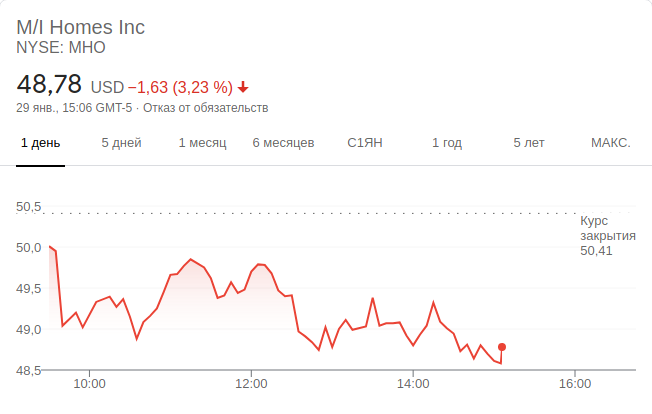 M/I Homes Inc
NYSE: MHO
48,78 USD −1,63 (3,23 %)
29 янв., 15:06 GMT-5 · Отказ от обязательств
1 день 5 дней 1 месяц 6 месяцев С1ЯН 1 год 5 лет МАКС.
50,5
Курс
закрытия
50,41
50,0
49,5
49,0
48,5
10:00 12:00 14:00 16:00